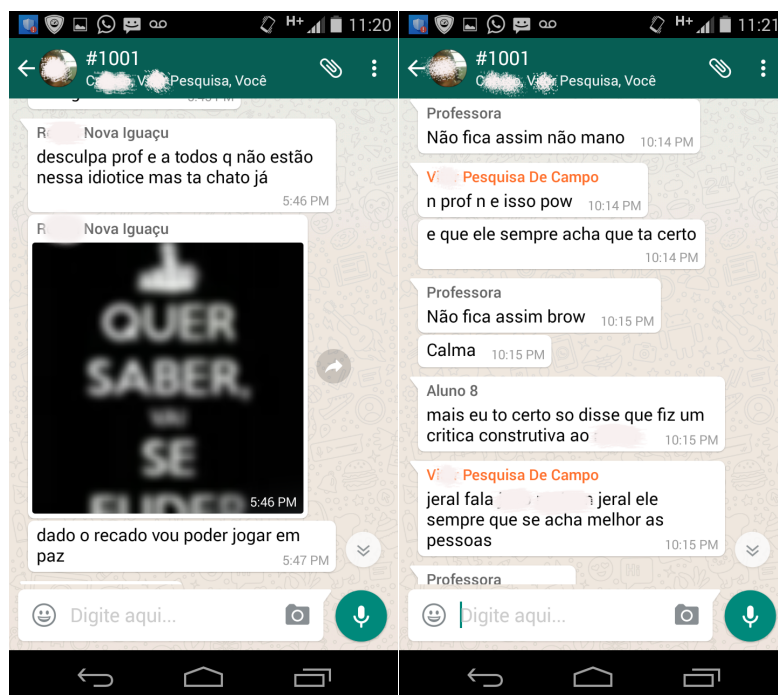 H+ 11:20
#1001
Pesquisa, Você
Nova Iguaçu
desculpa prof e a todos q não estão
nessa idiotice mas ta chato já
5:46 PM
Nova Iguaçu
QUER
SABER,
VAI
SE
5:46 PM
dado o recado vou poder jogar em
paz
5:47 PM
Digite aqui...
H+ 11:21
#1001
Pesquisa, Você
Professora
Não fica assim não mano 10:14 PM
Pesquisa De Campo
n prof n e isso pow 10:14 PM
e que ele sempre acha que ta certo
10:14 PM
Professora
Não fica assim brow 10:15 PM
Calma 10:15 PM
Aluno 8
mais eu to certo so disse que fiz um
critica construtiva ao
10:15 PM
Pesquisa De Campo
jeral fala jeral ele
sempre que se acha melhor as
pessoas
10:15 PM
Professora
Digite aqui...